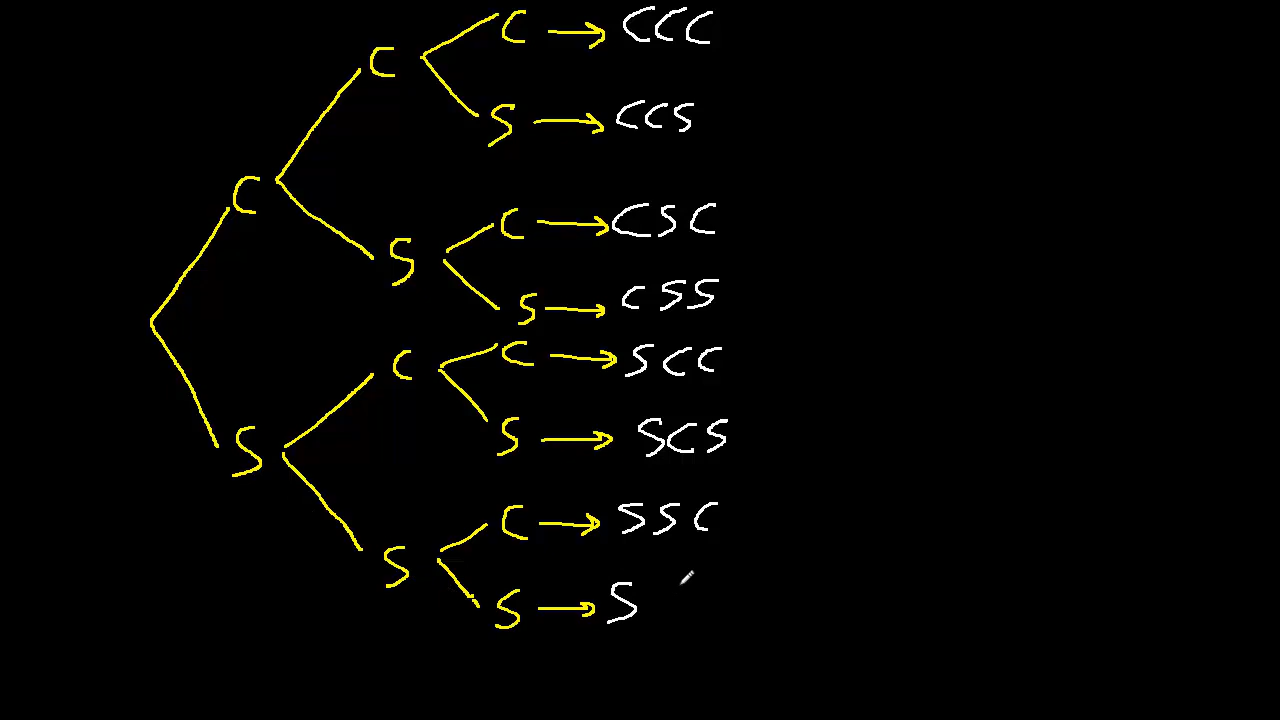 C → CCC
C
S → CCS
C
C → CSC
S
S → CSS
C → SCC
C
S → SCS
S
C → SSC
S
S → S